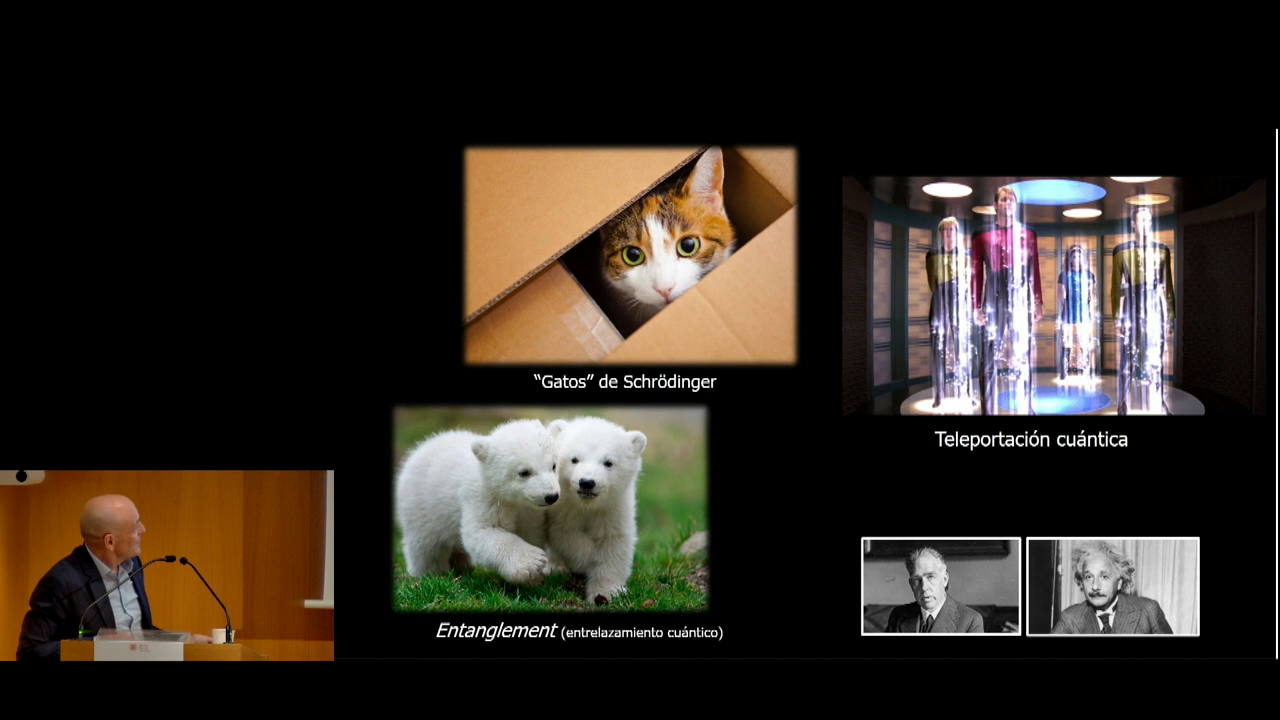 “Gatos” de Schrödinger
Teleportación cuántica
Entanglement (entrelazamiento cuántico)